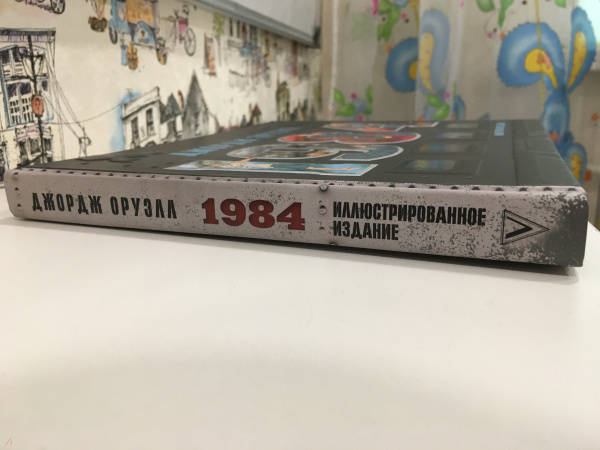 ДЖОРДЖ ОРУЭЛЛ
1984
ИЛЛЮСТРИРОВАННОЕ
ИЗДАНИЕ